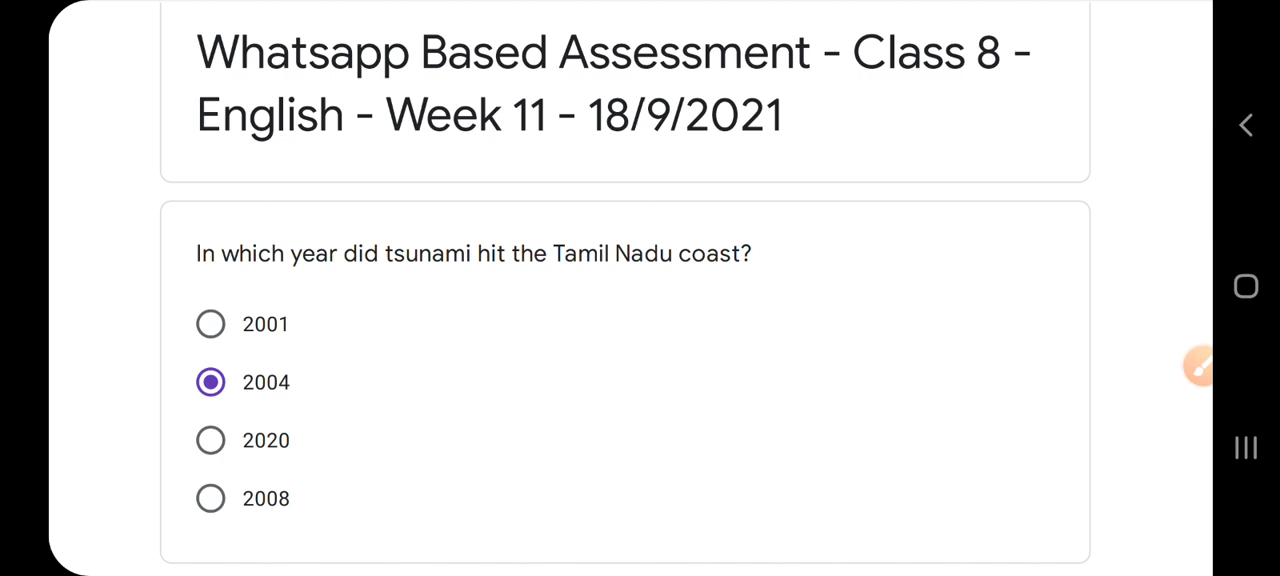 Whatsapp Based Assessment - Class 8 -
English - Week 11 - 18/9/2021
In which year did tsunami hit the Tamil Nadu coast?
2001
2004
2020
2008